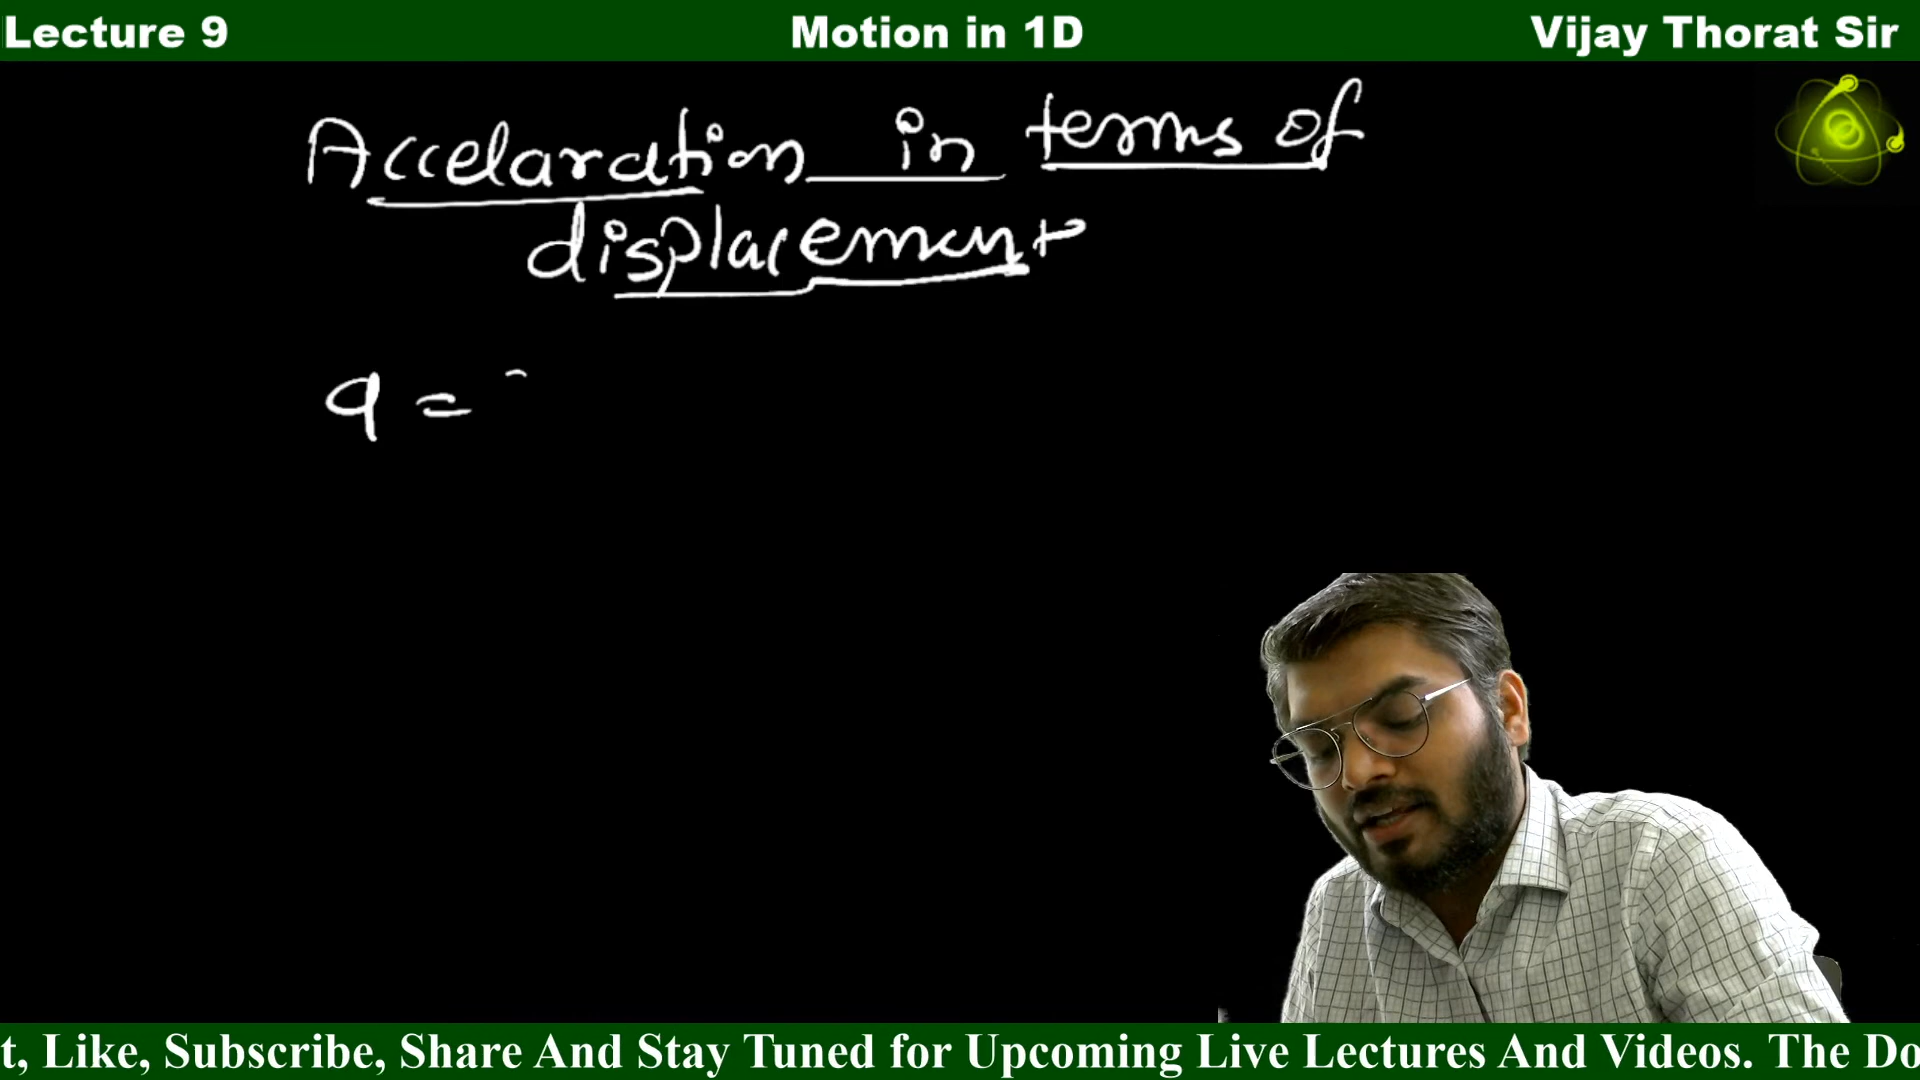 Lecture 9 Motion in 1D Vijay Thorat Sir
Accelaration in terms of
displacement
a =
t, Like, Subscribe, Share And Stay Tuned for Upcoming Live Lectures And Videos. The Do